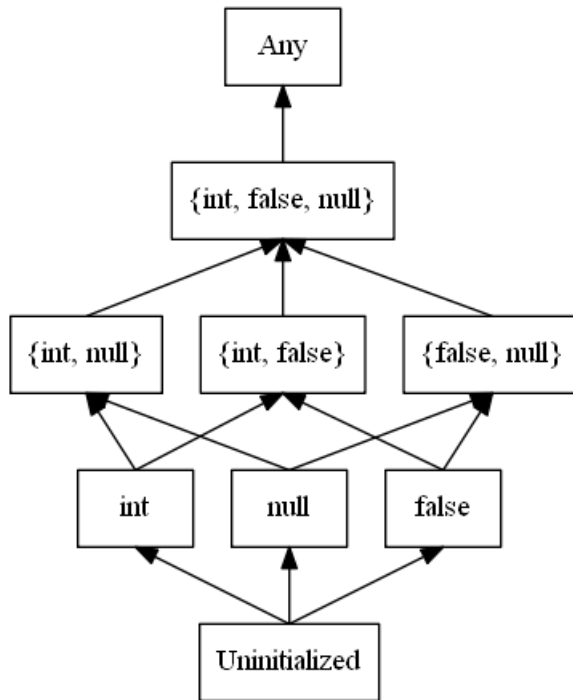 Any
{int, false, null}
{int, null}
{int, false}
{false, null}
int
null
false
Uninitialized